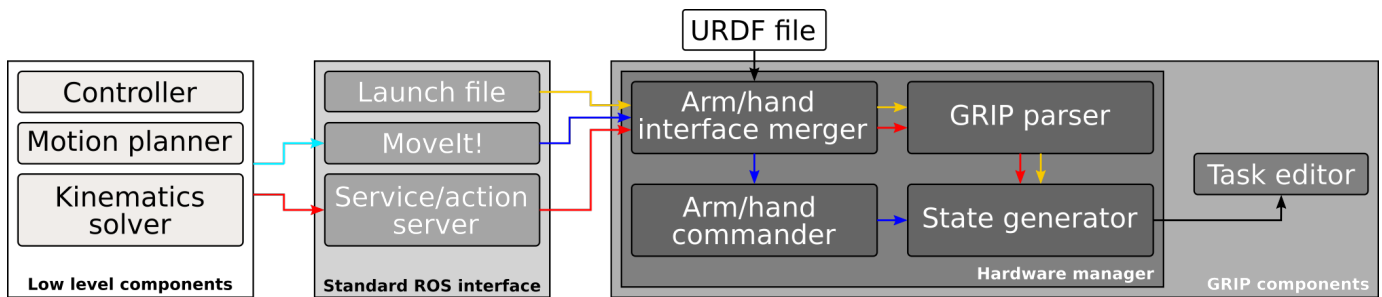 URDF file
Controller
Motion planner
Kinematics
solver
Low level components
Launch file
MoveIt!
Service/action
server
Standard ROS interface
Arm/hand
interface merger
GRIP parser
Arm/hand
commander
State generator
Hardware manager
Task editor
GRIP components